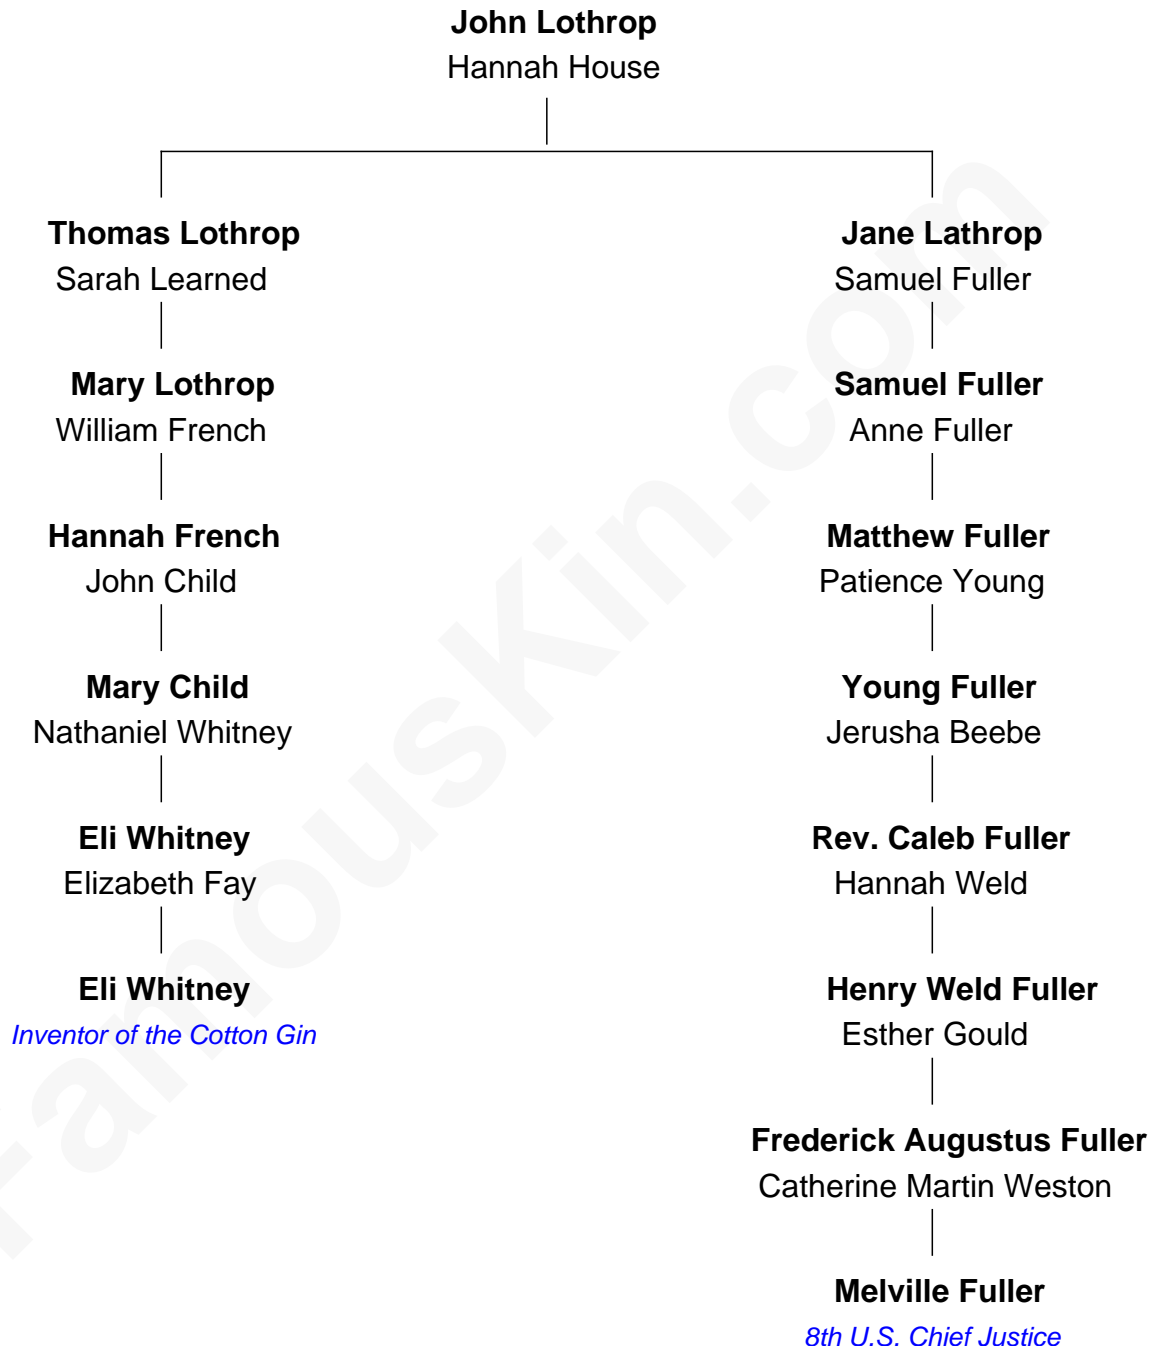 John Lothrop
Hannah House
Thomas Lothrop
Sarah Learned
Jane Lathrop
Samuel Fuller
Mary Lothrop
William French
Samuel Fuller
Anne Fuller
Hannah French
John Child
Matthew Fuller
Patience Young
Mary Child
Nathaniel Whitney
Young Fuller
Jerusha Beebe
Eli Whitney
Elizabeth Fay
Rev. Caleb Fuller
Hannah Weld
Eli Whitney
Inventor of the Cotton Gin
Henry Weld Fuller
Esther Gould
Frederick Augustus Fuller
Catherine Martin Weston
Melville Fuller
8th U.S. Chief Justice
FamousKin.com